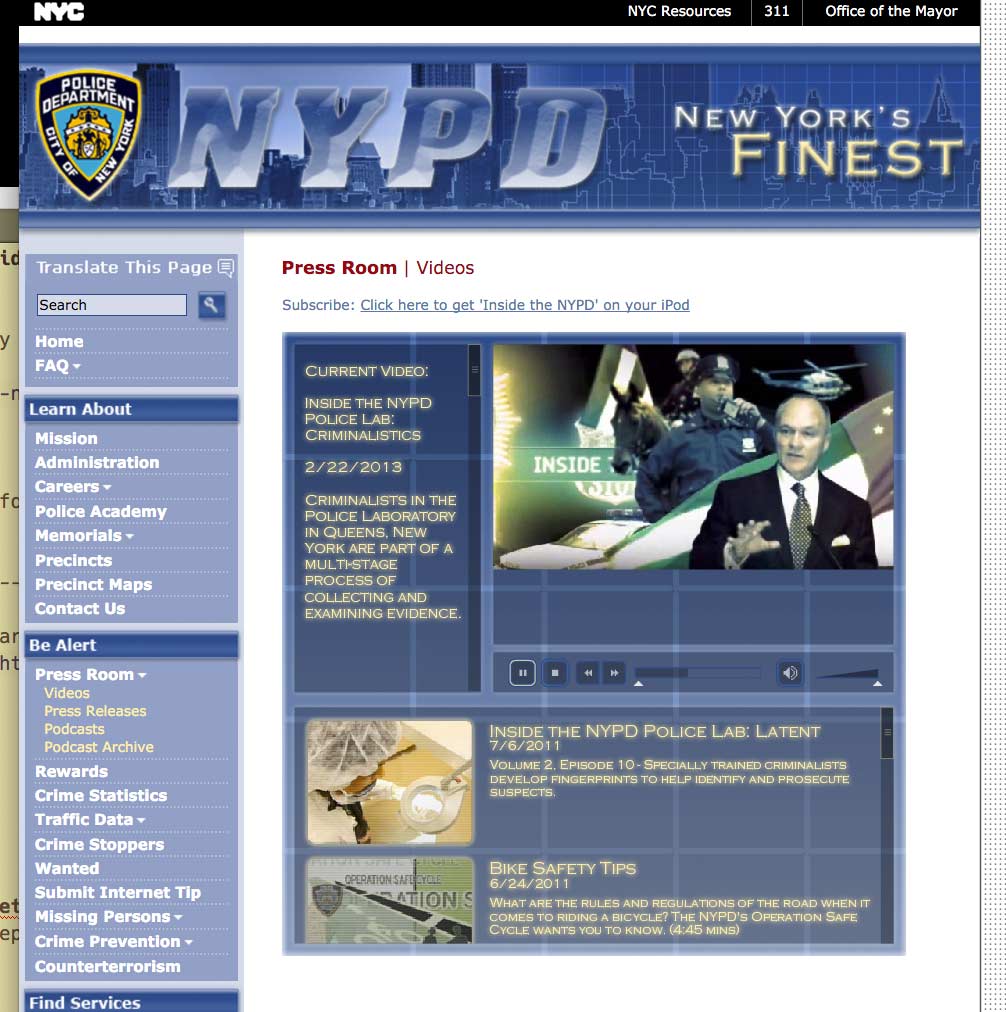 NYC
NYC Resources
311
Office of the Mayor
POLICE
DEPARTMENT
CITY OF
NEW YORK
NYPD
New York's
Finest
Translate This Page
Search
Home
FAQ
Learn About
Mission
Administration
Careers
Police Academy
Memorials
Precincts
Precinct Maps
Contact Us
Be Alert
Press Room
Videos
Press Releases
Podcasts
Podcast Archive
Rewards
Crime Statistics
Traffic Data
Crime Stoppers
Wanted
Submit Internet Tip
Missing Persons
Crime Prevention
Counterterrorism
Find Services
Press Room | Videos
Subscribe: Click here to get 'Inside the NYPD' on your iPod
Current Video:
Inside the NYPD
Police Lab:
Criminalistics
2/22/2013
Criminalists in the
Police Laboratory
in Queens, New
York are part of a
multi-stage
process of
collecting and
examining evidence.
INSIDE
Inside the NYPD Police Lab: Latent
7/6/2011
Volume 2, Episode 10 - Specially trained criminalists
develop fingerprints to help identify and prosecute
suspects.
OPERATION SAFE CYCLE
Bike Safety Tips
6/24/2011
What are the rules and regulations of the road when it
comes to riding a bicycle? The NYPD's Operation Safe
Cycle wants you to know. (4:45 mins)